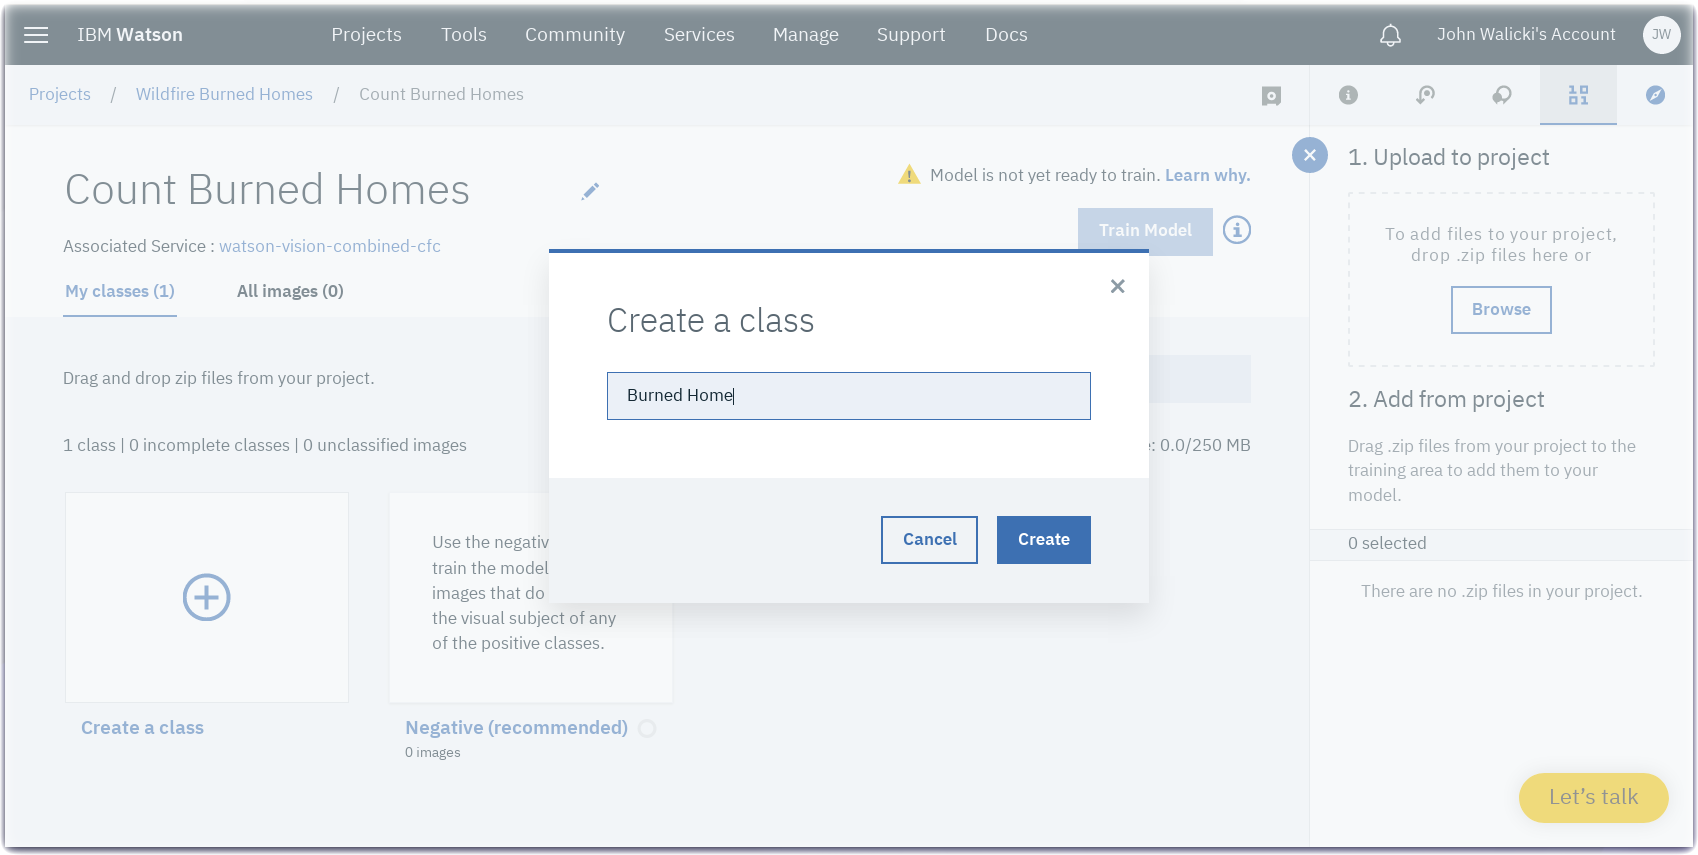 IBM Watson Projects Tools Community Services Manage Support Docs John Walicki's Account JW
Projects / Wildfire Burned Homes / Count Burned Homes
Count Burned Homes
Model is not yet ready to train. Learn why.
Train Model
Associated Service : watson-vision-combined-cfc
My classes (1) All images (0)
Drag and drop zip files from your project.
1 class | 0 incomplete classes | 0 unclassified images
: 0.0/250 MB
Create a class
Use the negativ
train the model
images that do
the visual subject of any
of the positive classes.
Negative (recommended)
0 images
Create a class
Burned Home
Cancel Create
1. Upload to project
To add files to your project,
drop .zip files here or
Browse
2. Add from project
Drag .zip files from your project to the
training area to add them to your
model.
0 selected
There are no .zip files in your project.
Let's talk